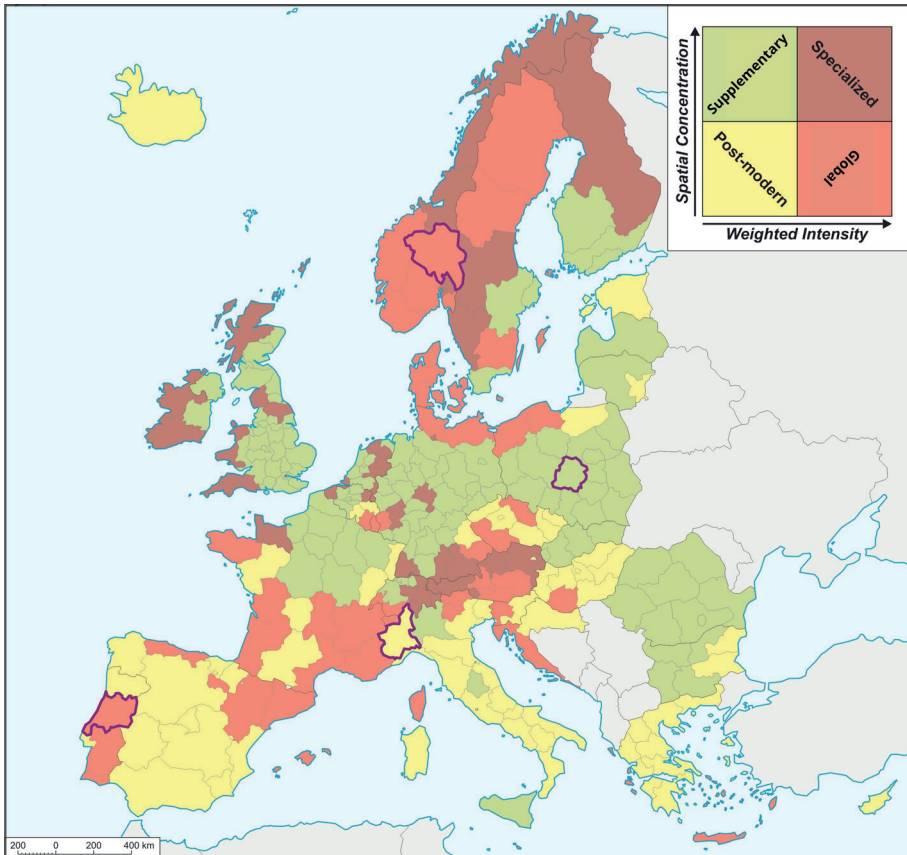 Spatial Concentration
Supplementary
Specialized
Post-modern
Global
Weighted Intensity
200 0 200 400 km